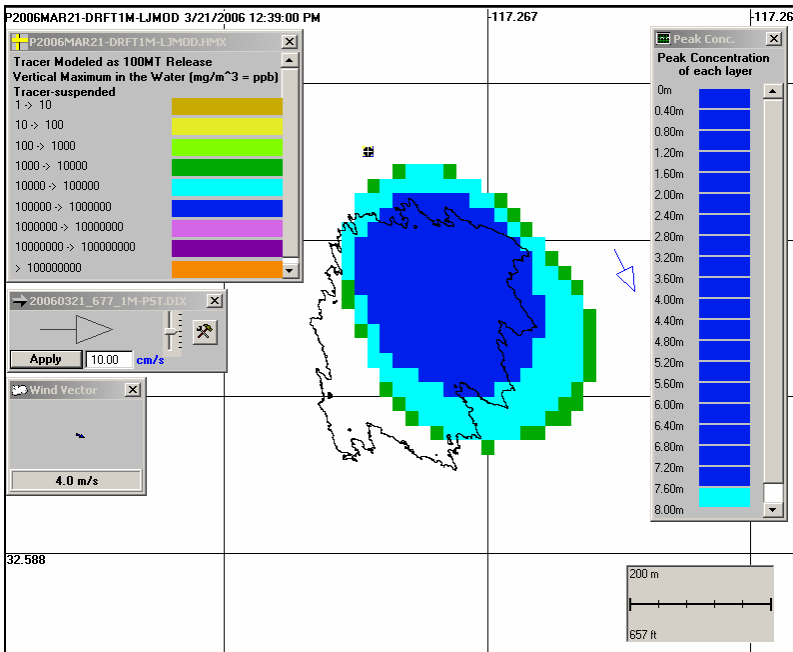 P2006MAR21-DRFT1M-LJMOD 3/21/2006 12:39:00 PM
-117.267
-117.26
P2006MAR21-DRFT1M-LJMOD.HMX
Tracer Modeled as 100MT Release
Vertical Maximum in the Water (mg/m^3 = ppb)
Tracer-suspended
1 -> 10
10 -> 100
100 -> 1000
1000 -> 10000
10000 -> 100000
100000 -> 1000000
1000000 -> 10000000
10000000 -> 100000000
> 100000000
20060321_677_1M-PST.DIX
Apply
10.00
cm/s
Wind Vector
4.0 m/s
Peak Conc.
Peak Concentration
of each layer
0m
0.40m
0.80m
1.20m
1.60m
2.00m
2.40m
2.80m
3.20m
3.60m
4.00m
4.40m
4.80m
5.20m
5.60m
6.00m
6.40m
6.80m
7.20m
7.60m
8.00m
32.588
200 m
657 ft